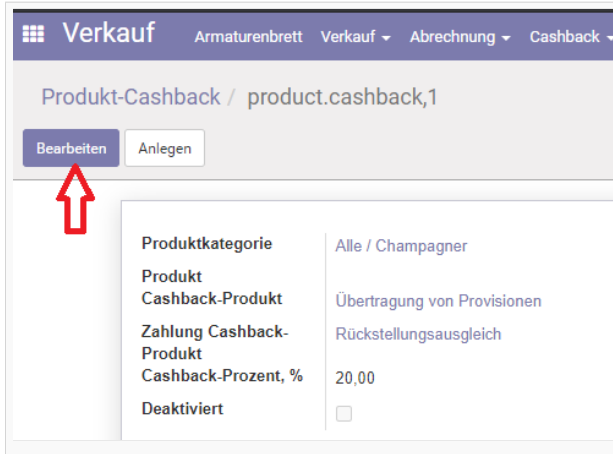 Verkauf Armaturenbrett Verkauf Abrechnung Cashback
Produkt-Cashback / product.cashback,1
Bearbeiten Anlegen
Produktkategorie Alle / Champagner
Produkt
Cashback-Produkt Übertragung von Provisionen
Zahlung Cashback- Rückstellungsausgleich
Produkt
Cashback-Prozent, % 20,00
Deaktiviert